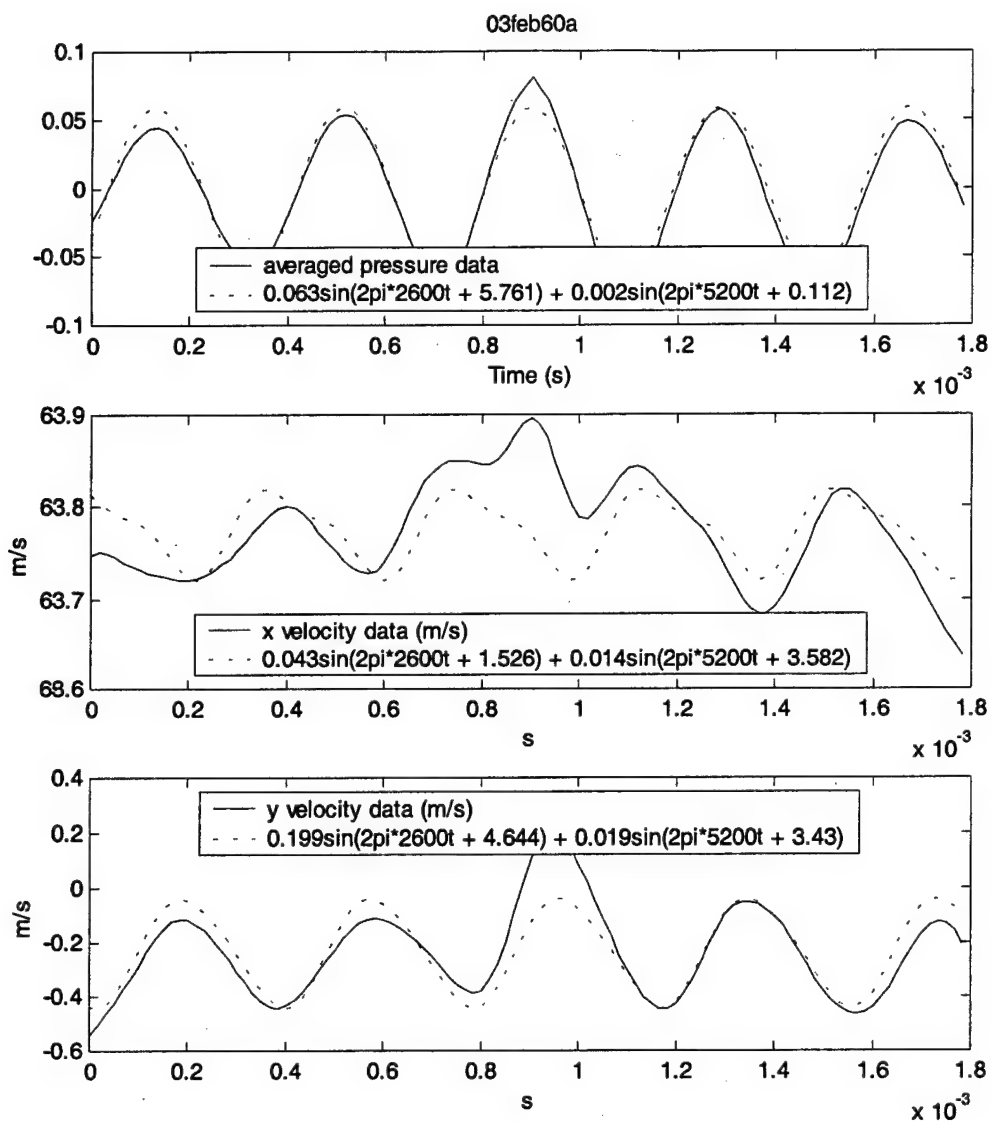 03feb60a
0.1
0.05
0
-0.05
-0.1
averaged pressure data
0.063sin(2pi*2600t + 5.761) + 0.002sin(2pi*5200t + 0.112)
0 0.2 0.4 0.6 0.8 1 1.2 1.4 1.6 1.8
Time (s)
x 10⁻³
63.9
63.8
63.7
63.6
m/s
x velocity data (m/s)
0.043sin(2pi*2600t + 1.526) + 0.014sin(2pi*5200t + 3.582)
0 0.2 0.4 0.6 0.8 1 1.2 1.4 1.6 1.8
s
x 10⁻³
0.4
0.2
0
-0.2
-0.4
-0.6
m/s
y velocity data (m/s)
0.199sin(2pi*2600t + 4.644) + 0.019sin(2pi*5200t + 3.43)
0 0.2 0.4 0.6 0.8 1 1.2 1.4 1.6 1.8
s
x 10⁻³